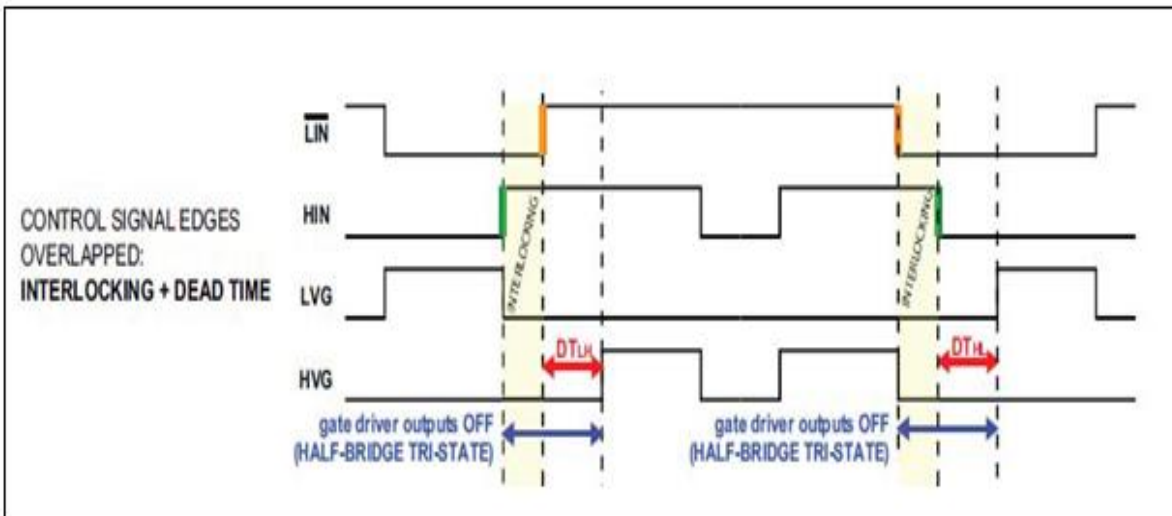 LIN
HIN
CONTROL SIGNAL EDGES
OVERLAPPED:
INTERLOCKING + DEAD TIME
LVG
HVG
INTERLOCKING
INTERLOCKING
DTLH
DTHL
gate driver outputs OFF
(HALF-BRIDGE TRI-STATE)
gate driver outputs OFF
(HALF-BRIDGE TRI-STATE)